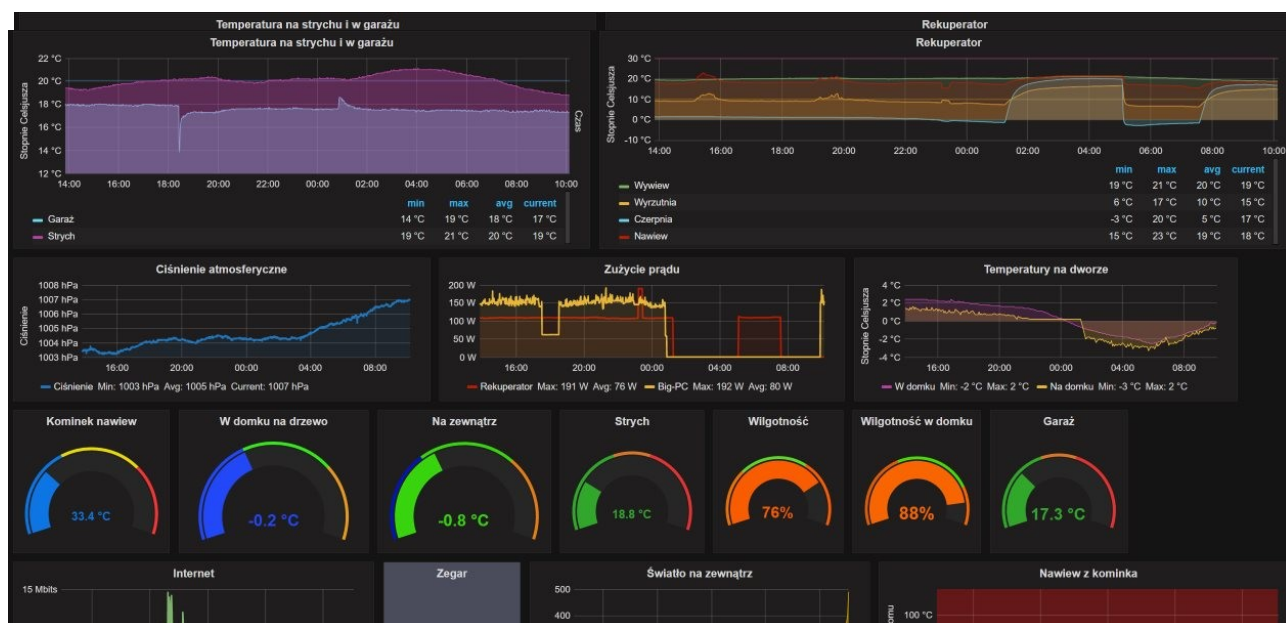 Temperatura na strychu i w garażu
Rekuperator
Temperatura na strychu i w garażu
22 °C
20 °C
18 °C
16 °C
14 °C
12 °C
Stopnie Celsjusza
Czas
14:00 16:00 18:00 20:00 22:00 00:00 02:00 04:00 06:00 08:00 10:00
min max avg current
Garaż 14 °C 19 °C 18 °C 17 °C
Strych 19 °C 21 °C 20 °C 19 °C
Rekuperator
30 °C
20 °C
10 °C
0 °C
-10 °C
Stopnie Celsjusza
14:00 16:00 18:00 20:00 22:00 00:00 02:00 04:00 06:00 08:00 10:00
min max avg current
Wywiew 19 °C 21 °C 20 °C 19 °C
Wyrzutnia 6 °C 17 °C 10 °C 15 °C
Czerpnia -3 °C 20 °C 5 °C 17 °C
Nawiew 15 °C 23 °C 19 °C 18 °C
Ciśnienie atmosferyczne
1008 hPa
1007 hPa
1006 hPa
1005 hPa
1004 hPa
1003 hPa
Ciśnienie
16:00 20:00 00:00 04:00 08:00
Ciśnienie Min: 1003 hPa Avg: 1005 hPa Current: 1007 hPa
Zużycie prądu
200 W
150 W
100 W
50 W
0 W
16:00 20:00 00:00 04:00 08:00
Rekuperator Max: 191 W Avg: 76 W Big-PC Max: 192 W Avg: 80 W
Temperatury na dworze
4 °C
2 °C
0 °C
-2 °C
-4 °C
Stopnie Celsjusza
16:00 20:00 00:00 04:00 08:00
W domku Min: -2 °C Max: 2 °C Na domku Min: -3 °C Max: 2 °C
Kominek nawiew
33.4 °C
W domku na drzewo
-0.2 °C
Na zewnątrz
-0.8 °C
Strych
18.8 °C
Wilgotność
76%
Wilgotność w domku
88%
Garaż
17.3 °C
Internet
15 Mbits
Zegar
Światło na zewnątrz
500
400
Nawiew z kominka
100 °C